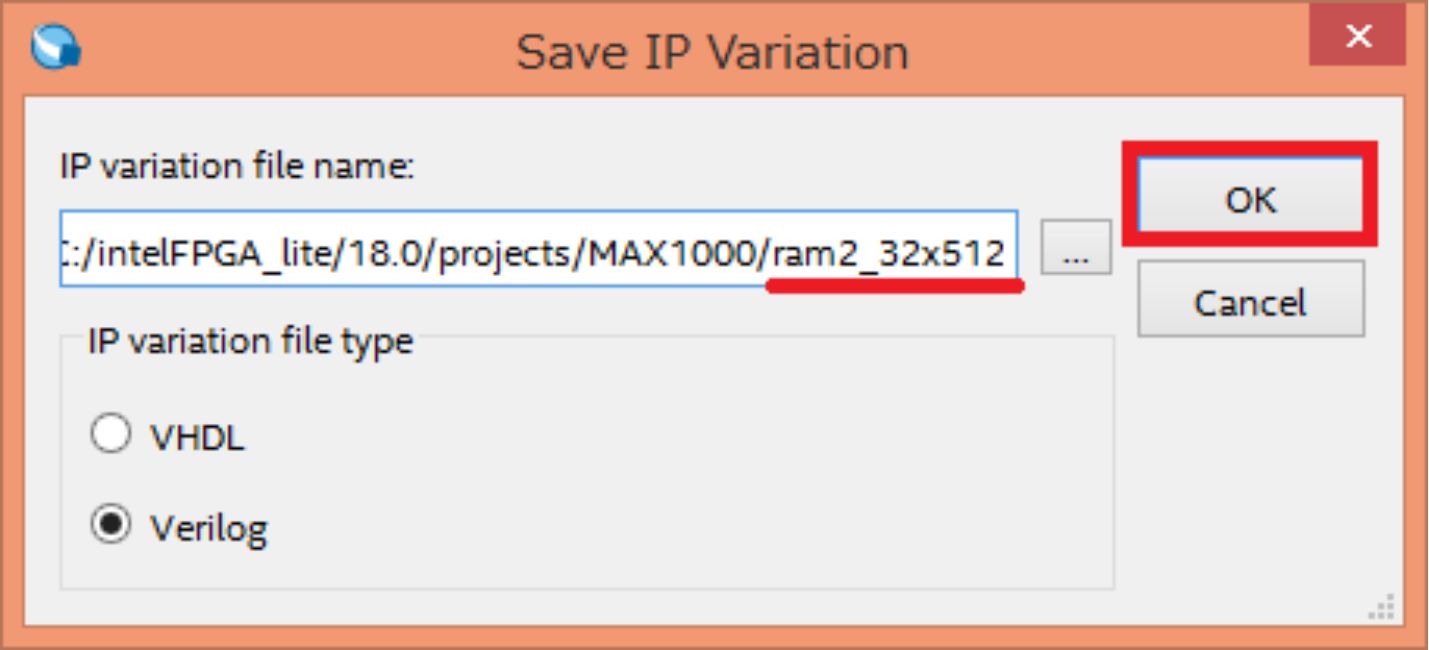 Save IP Variation
IP variation file name:
C:/intelFPGA_lite/18.0/projects/MAX1000/ram2_32x512
...
OK
Cancel
IP variation file type
VHDL
Verilog